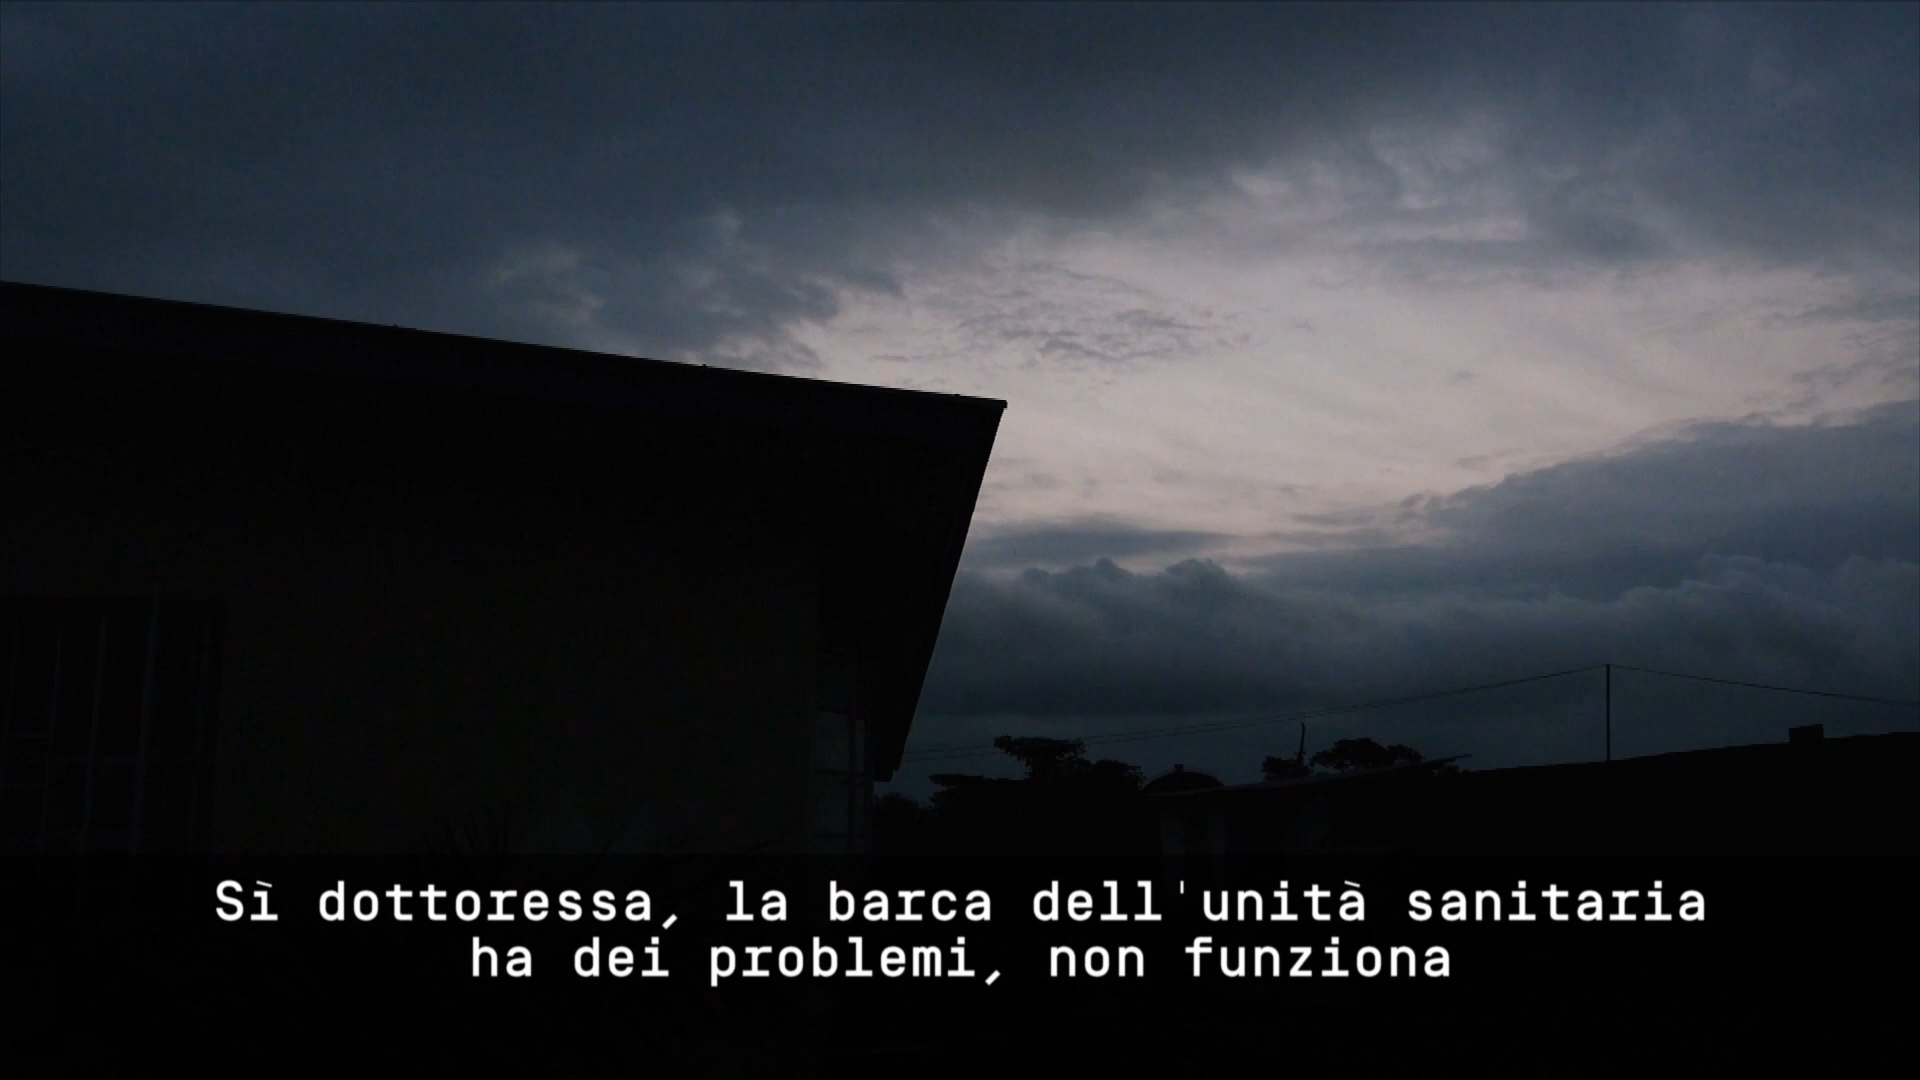 Sì dottoressa, la barca dell'unità sanitaria
ha dei problemi, non funziona